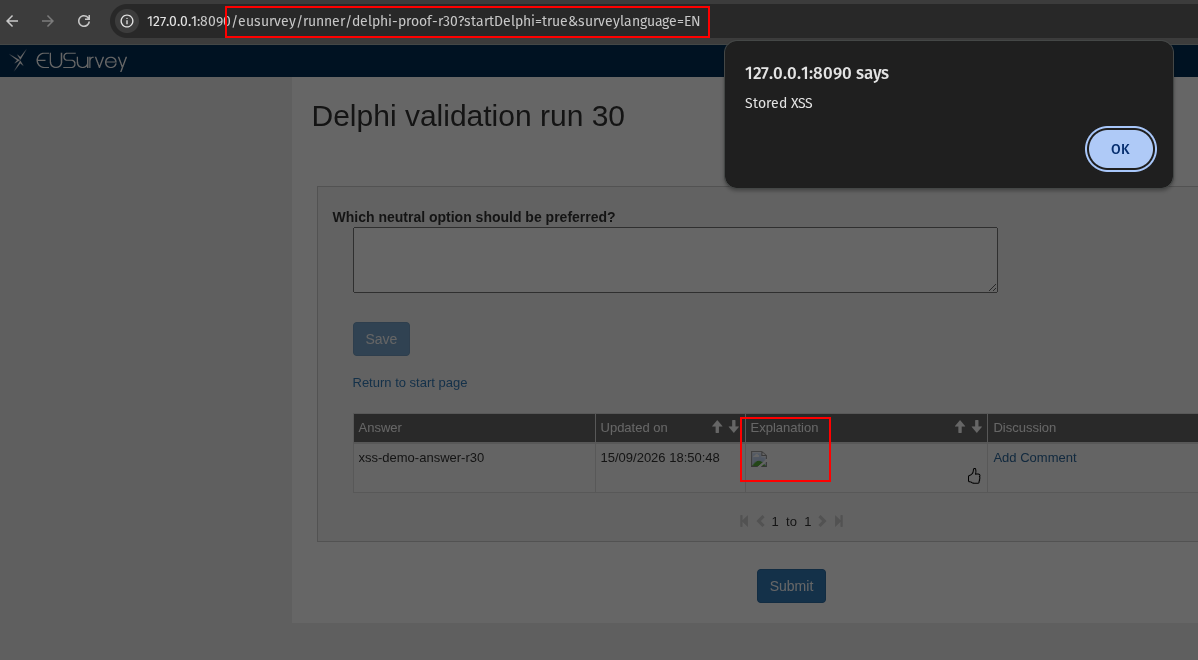 127.0.0.1:8090/eusurvey/runner/delphi-proof-r30?startDelphi=true&surveylanguage=EN
EUSurvey
127.0.0.1:8090 says
Stored XSS
OK
Delphi validation run 30
Which neutral option should be preferred?
Save
Return to start page
Answer Updated on Explanation Discussion
xss-demo-answer-r30 15/09/2026 18:50:48 Add Comment
1 to 1
Submit